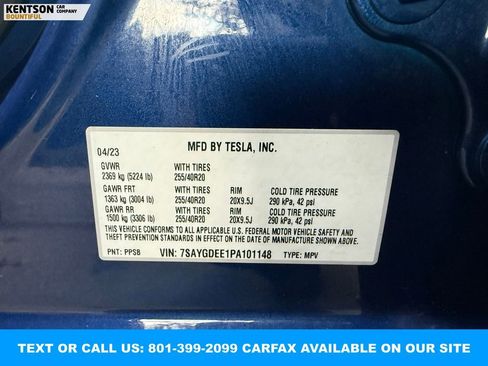 KENTSON CAR COMPANY
BOUNTIFUL
04/23 MFD BY TESLA, INC.
GVWR WITH TIRES
2369 kg (5224 lb) 255/40R20
GAWR FRT WITH TIRES RIM COLD TIRE PRESSURE
1363 kg (3004 lb) 255/40R20 20X9.5J 290 kPa, 42 psi
GAWR RR WITH TIRES RIM COLD TIRE PRESSURE
1500 kg (3306 lb) 255/40R20 20X9.5J 290 kPa, 42 psi
THIS VEHICLE CONFORMS TO ALL APPLICABLE U.S. FEDERAL MOTOR VEHICLE SAFETY AND
THEFT PREVENTION STANDARDS IN EFFECT ON THE DATE OF MANUFACTURE SHOWN ABOVE.
PNT: PPSB VIN: 7SAYGDEE1PA101148 TYPE: MPV
TEXT OR CALL US: 801-399-2099 CARFAX AVAILABLE ON OUR SITE